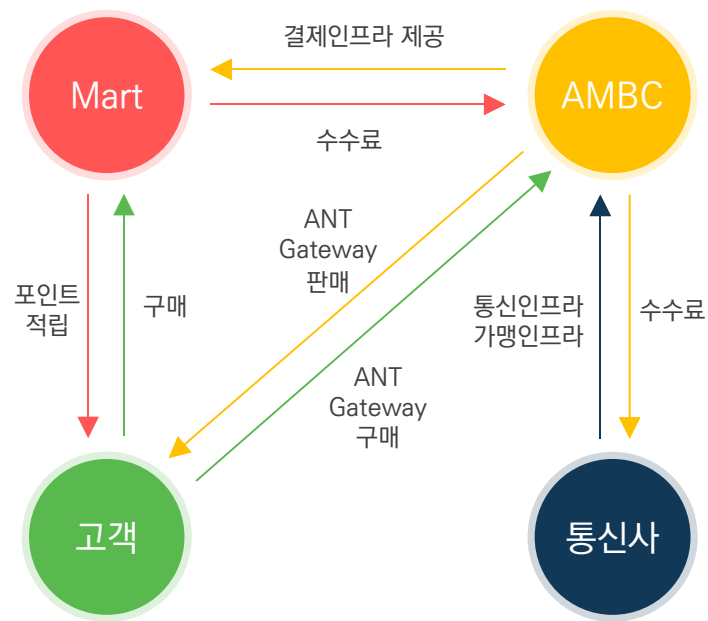 결제인프라 제공
Mart
AMBC
수수료
ANT
Gateway
판매
포인트
적립
구매
통신인프라
가맹인프라
수수료
ANT
Gateway
구매
고객
통신사